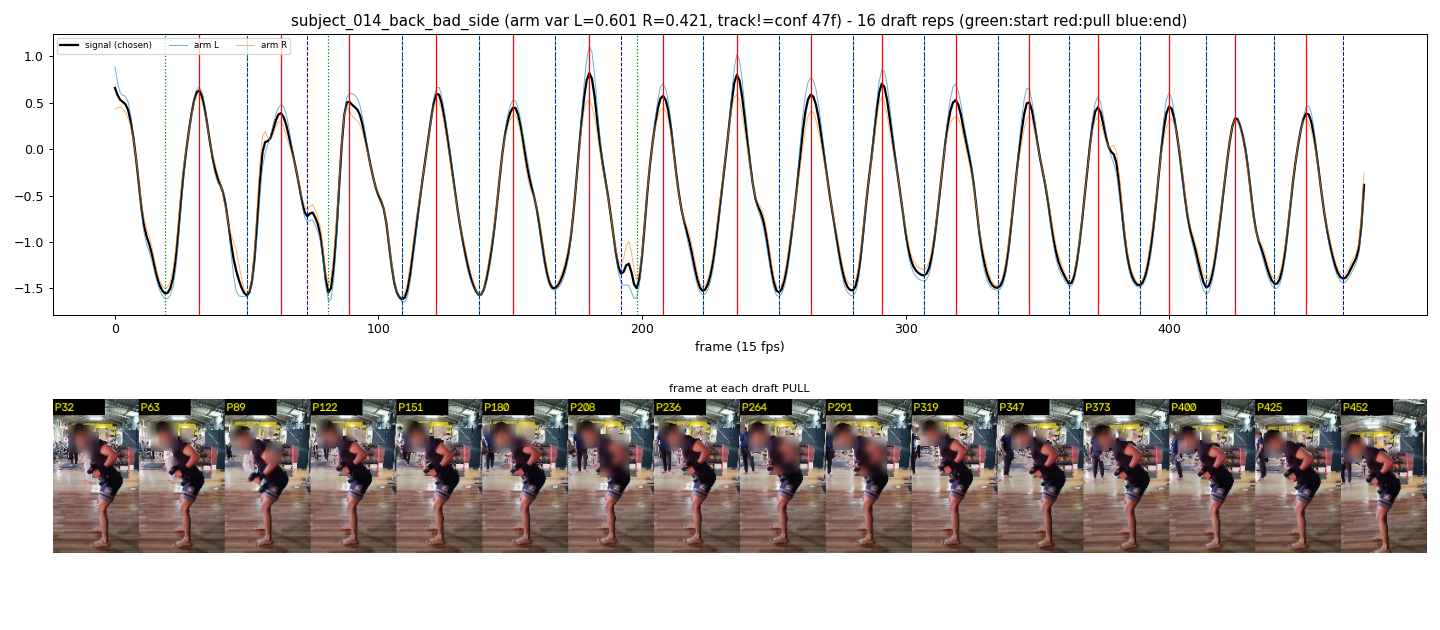 subject_014_back_bad_side (arm var L=0.601 R=0.421, track!=conf 47f) - 16 draft reps (green:start red:pull blue:end)
signal (chosen) arm L arm R
1.0
0.5
0.0
−0.5
−1.0
−1.5
0 100 200 300 400
frame (15 fps)
frame at each draft PULL
P32 P63 P89 P122 P151 P180 P208 P236 P264 P291 P319 P347 P373 P400 P425 P452